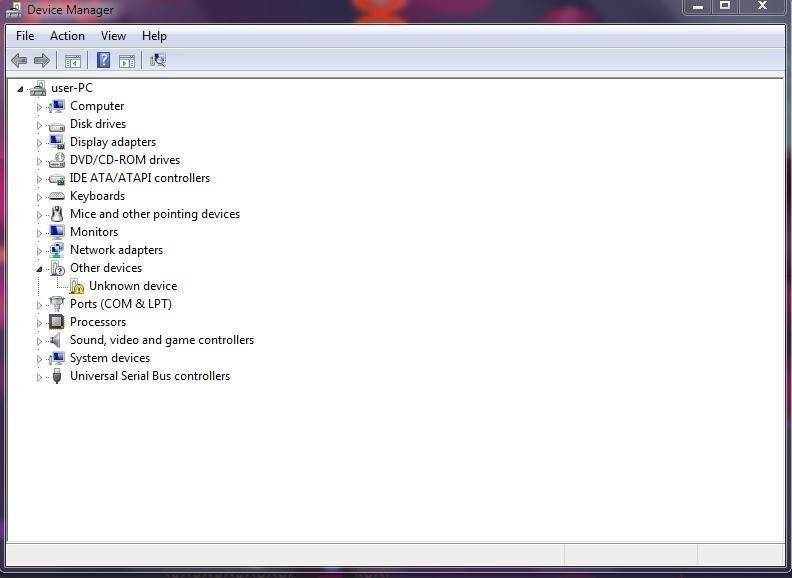 Device Manager
File Action View Help
user-PC
Computer
Disk drives
Display adapters
DVD/CD-ROM drives
IDE ATA/ATAPI controllers
Keyboards
Mice and other pointing devices
Monitors
Network adapters
Other devices
Unknown device
Ports (COM & LPT)
Processors
Sound, video and game controllers
System devices
Universal Serial Bus controllers